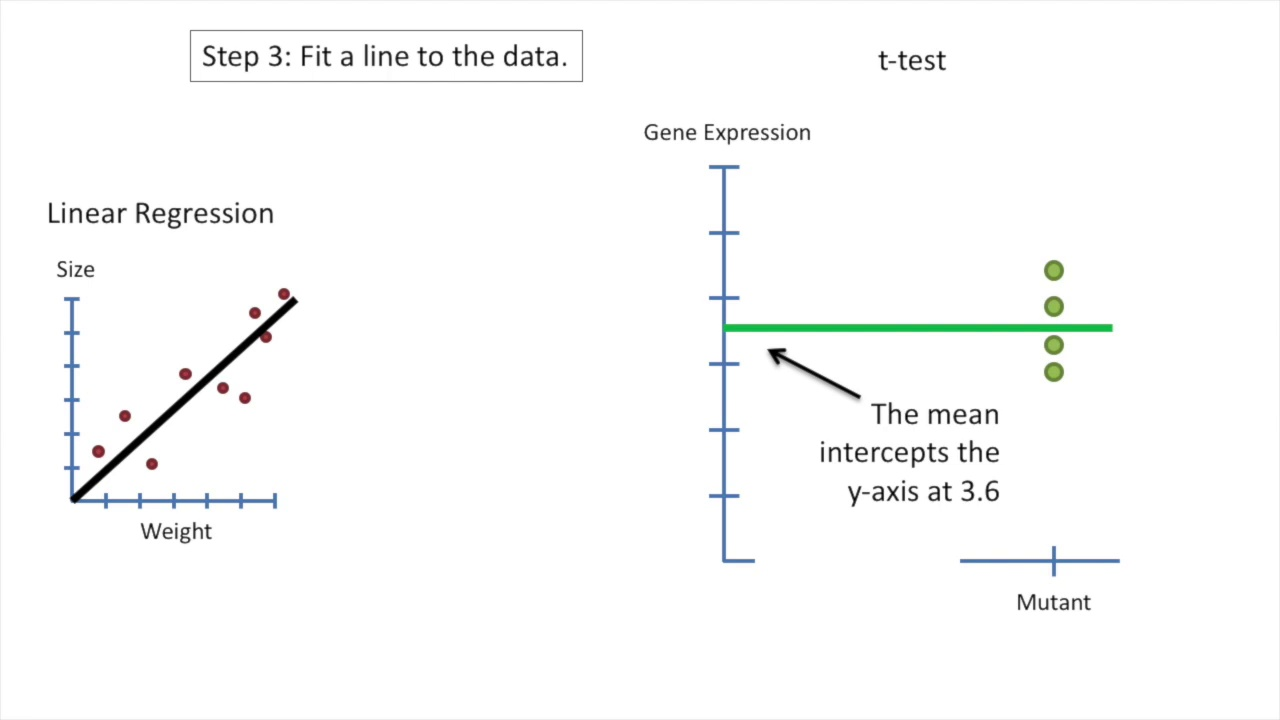 Step 3: Fit a line to the data.
t-test
Gene Expression
Linear Regression
Size
The mean
intercepts the
y-axis at 3.6
Weight
Mutant